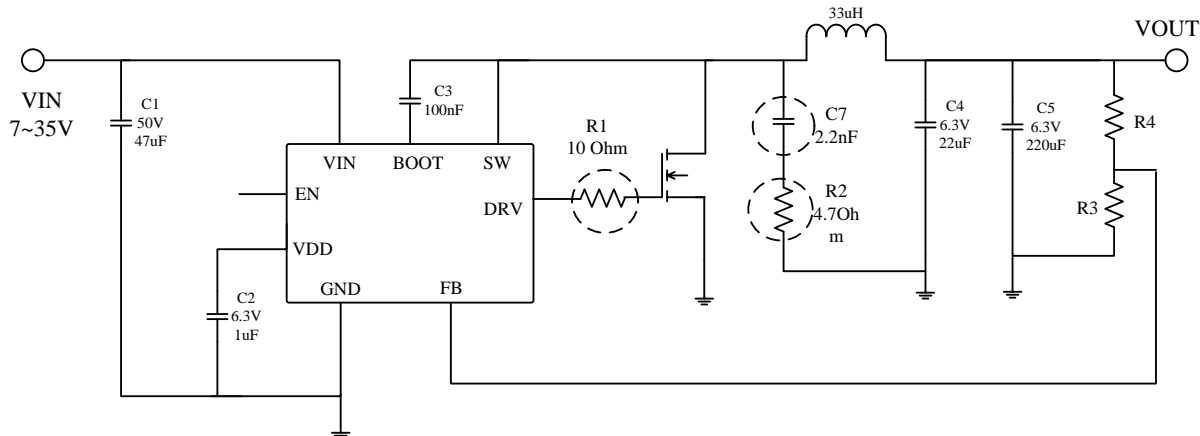 33uH
VOUT
VIN
7~35V
C1
50V
47uF
C3
100nF
R1
10 Ohm
C7
2.2nF
C4
6.3V
22uF
C5
6.3V
220uF
R4
VIN
BOOT
SW
EN
DRV
R2
4.7Oh
m
R3
VDD
GND
FB
C2
6.3V
1uF